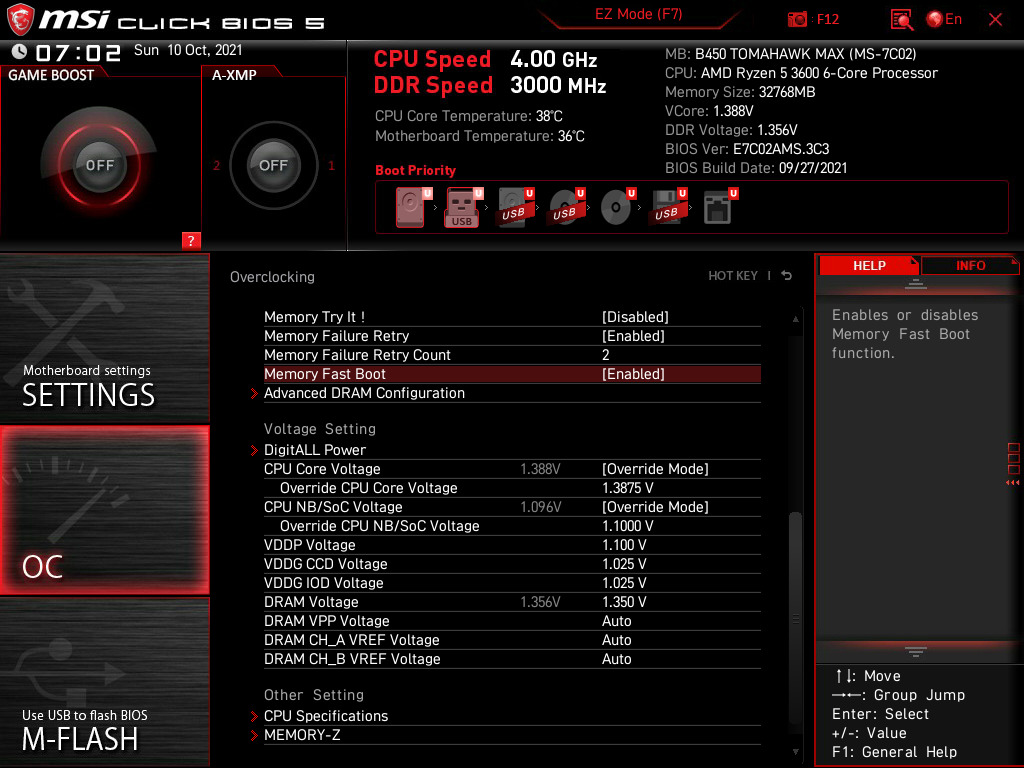 msi CLICK BIOS 5
EZ Mode (F7)
: F12
En
07:02 Sun 10 Oct, 2021
GAME BOOST
OFF
?
A-XMP
2 OFF 1
CPU Speed 4.00 GHz
DDR Speed 3000 MHz
CPU Core Temperature: 38°C
Motherboard Temperature: 36°C
MB: B450 TOMAHAWK MAX (MS-7C02)
CPU: AMD Ryzen 5 3600 6-Core Processor
Memory Size: 32768MB
VCore: 1.388V
DDR Voltage: 1.356V
BIOS Ver: E7C02AMS.3C3
BIOS Build Date: 09/27/2021
Boot Priority
U U U U U U U
USB USB USB USB
Motherboard settings
SETTINGS
OC
Use USB to flash BIOS
M-FLASH
Overclocking
HOT KEY |
Memory Try It ! [Disabled]
Memory Failure Retry [Enabled]
Memory Failure Retry Count 2
Memory Fast Boot [Enabled]
Advanced DRAM Configuration
Voltage Setting
DigitALL Power
CPU Core Voltage 1.388V [Override Mode]
Override CPU Core Voltage 1.3875 V
CPU NB/SoC Voltage 1.096V [Override Mode]
Override CPU NB/SoC Voltage 1.1000 V
VDDP Voltage 1.100 V
VDDG CCD Voltage 1.025 V
VDDG IOD Voltage 1.025 V
DRAM Voltage 1.356V 1.350 V
DRAM VPP Voltage Auto
DRAM CH_A VREF Voltage Auto
DRAM CH_B VREF Voltage Auto
Other Setting
CPU Specifications
MEMORY-Z
HELP
INFO
Enables or disables
Memory Fast Boot
function.
↑↓: Move
→←: Group Jump
Enter: Select
+/-: Value
F1: General Help